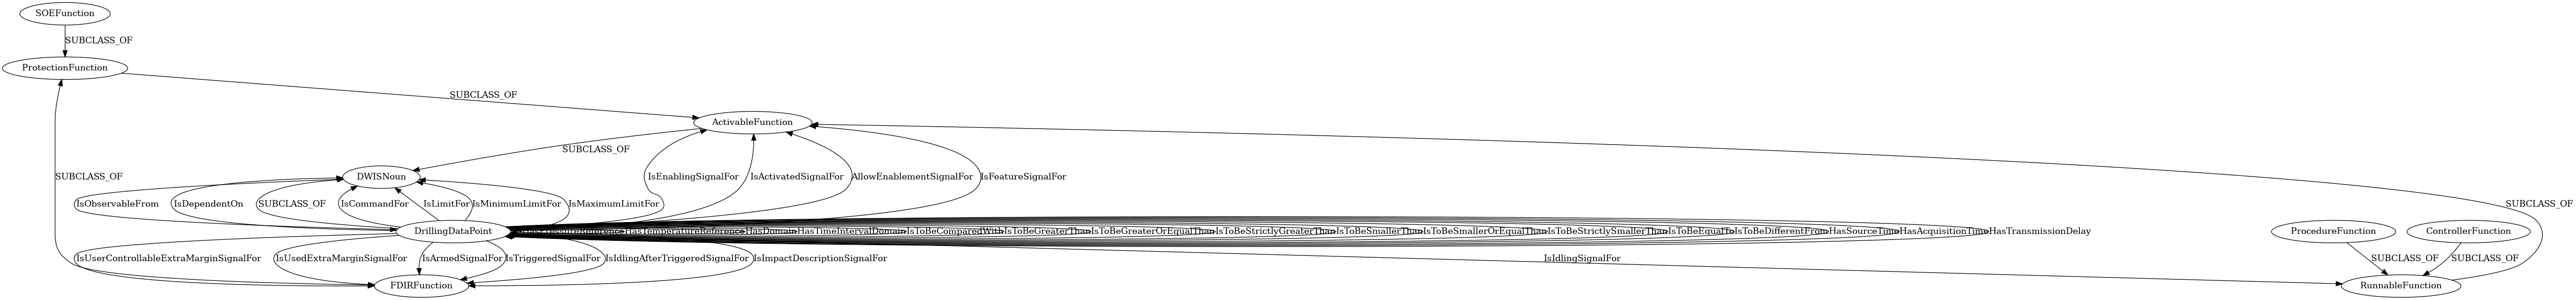 SOEFunction
SUBCLASS_OF
ProtectionFunction
SUBCLASS_OF
ActivableFunction
SUBCLASS_OF
DWISNoun
SUBCLASS_OF
IsEnablingSignalFor
IsActivatedSignalFor
AllowEnablementSignalFor
IsFeatureSignalFor
IsObservableFrom
IsDependentOn
SUBCLASS_OF
IsCommandFor
IsLimitFor
IsMinimumLimitFor
IsMaximumLimitFor
SUBCLASS_OF
DrillingDataPoint
HasPressureReference
HasTemperatureReference
HasDomain
HasTimeIntervalDomain
IsToBeComparedWith
IsToBeGreaterThan
IsToBeGreaterOrEqualThan
IsToBeStrictlyGreaterThan
IsToBeSmallerThan
IsToBeSmallerOrEqualThan
IsToBeStrictlySmallerThan
IsToBeEqualTo
IsToBeDifferentFrom
HasSourceTime
HasAcquisitionTime
HasTransmissionDelay
ProcedureFunction
ControllerFunction
IsUserControllableExtraMarginSignalFor
IsUsedExtraMarginSignalFor
IsArmedSignalFor
IsTriggeredSignalFor
IsIdlingAfterTriggeredSignalFor
IsImpactDescriptionSignalFor
IsIdlingSignalFor
SUBCLASS_OF
SUBCLASS_OF
FDIRFunction
RunnableFunction